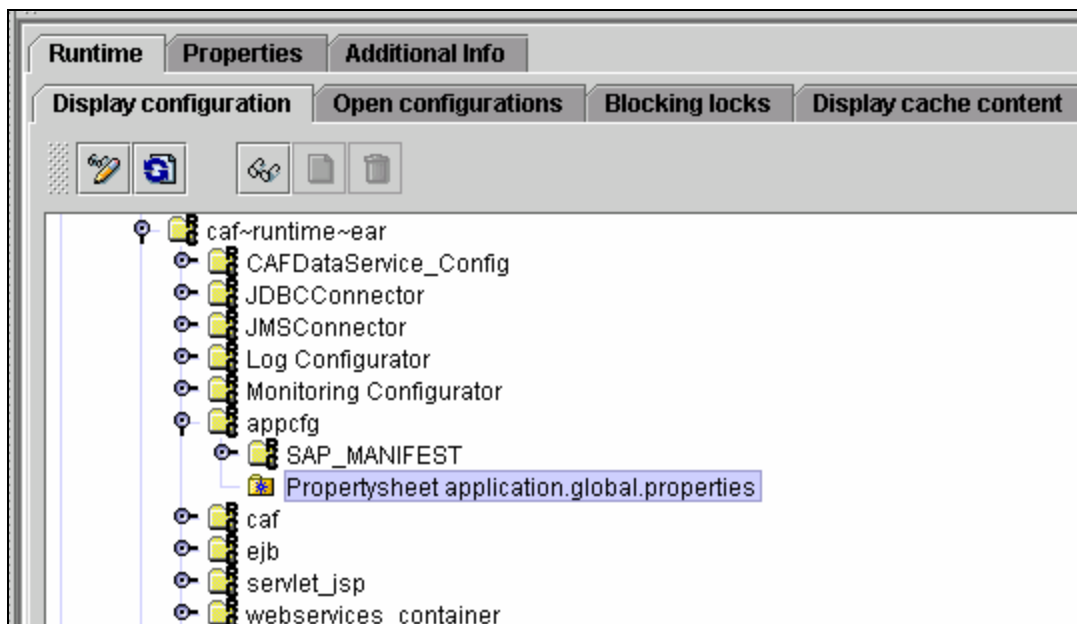 Runtime Properties Additional Info
Display configuration Open configurations Blocking locks Display cache content
caf~runtime~ear
CAFDataService_Config
JDBCConnector
JMSConnector
Log Configurator
Monitoring Configurator
appcfg
SAP_MANIFEST
Propertysheet application.global.properties
caf
ejb
servlet_jsp
webservices_container